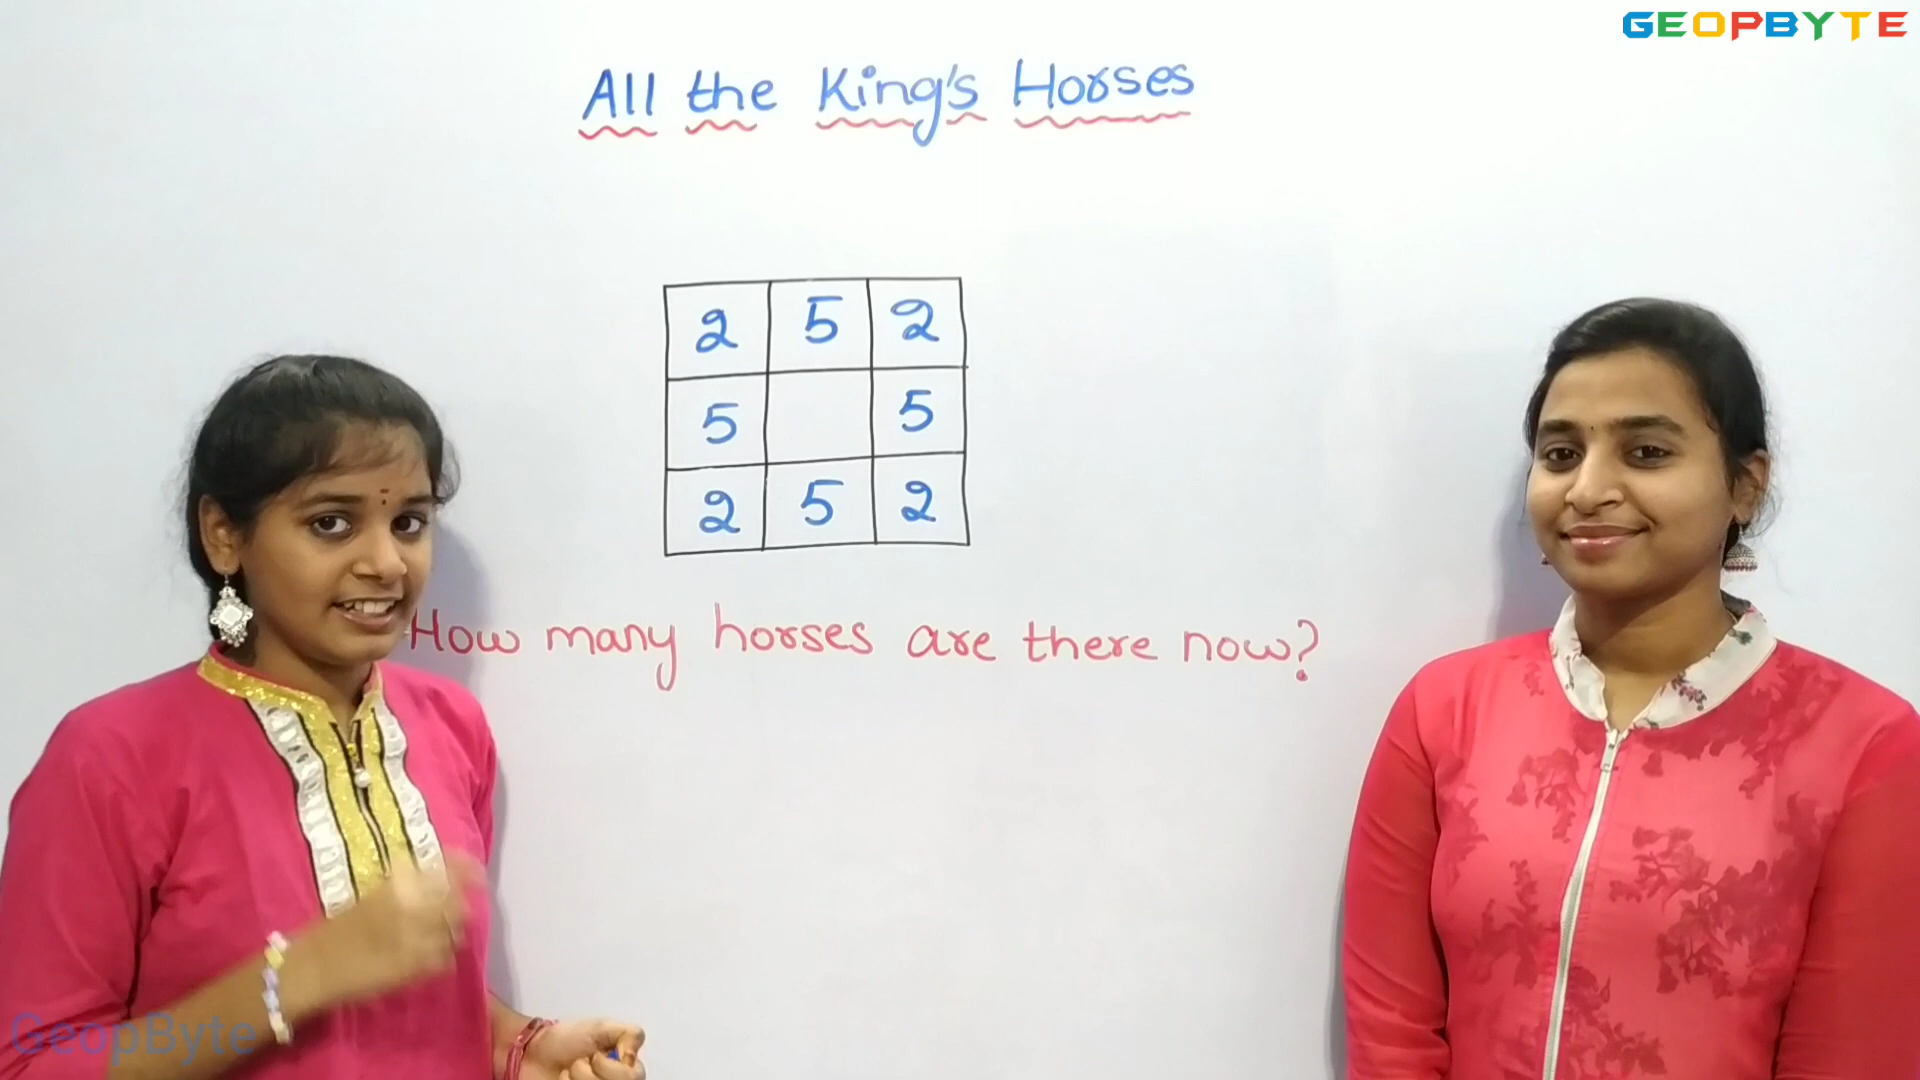 GEOPBYTE
All the King's Horses
2 5 2
5 5
2 5 2
How many horses are there now?
GeopByte